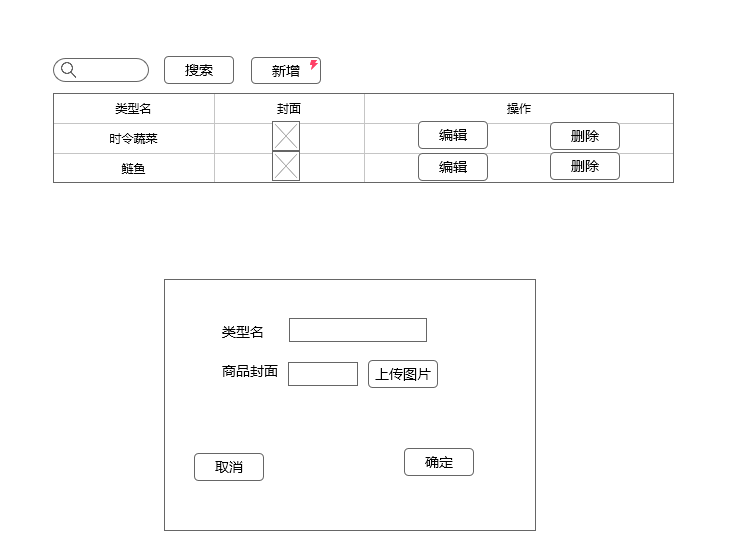 搜索 新增
类型名 封面 操作
时令蔬菜 编辑 删除
鲢鱼 编辑 删除
类型名
商品封面 上传图片
取消 确定